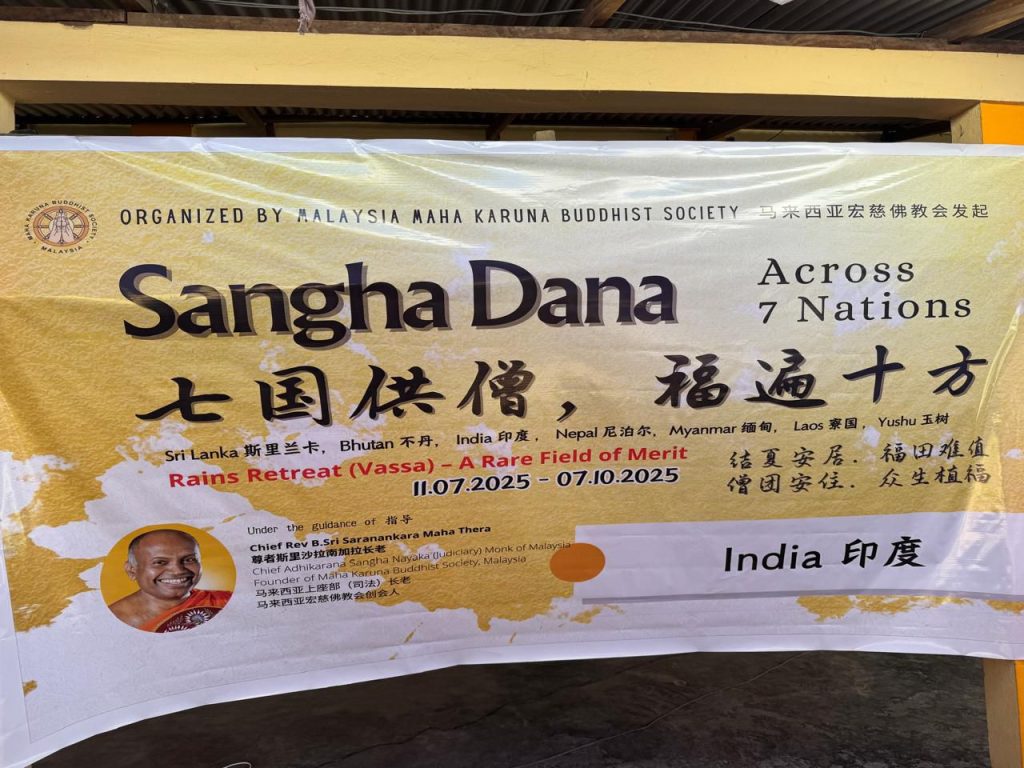 MAHA KARUNA BUDDHIST SOCIETY
MALAYSIA
ORGANIZED BY MALAYSIA MAHA KARUNA BUDDHIST SOCIETY 马来西亚宏慈佛教会发起
Sangha Dana
Across
7 Nations
七国供僧，福遍十方
Sri Lanka 斯里兰卡, Bhutan 不丹, India 印度, Nepal 尼泊尔, Myanmar 缅甸, Laos 寮国, Yushu 玉树
Rains Retreat (Vassa) – A Rare Field of Merit
11.07.2025 - 07.10.2025
结夏安居．福田难值
僧团安住．众生植福
Under the guidance of 指导
Chief Rev B.Sri Saranankara Maha Thera
尊者斯里沙拉南加拉长老
Chief Adhikarana Sangha Nayaka (Judiciary) Monk of Malaysia
Founder of Maha Karuna Buddhist Society, Malaysia
马来西亚上座部（司法）长老
马来西亚宏慈佛教会创会人
India 印度